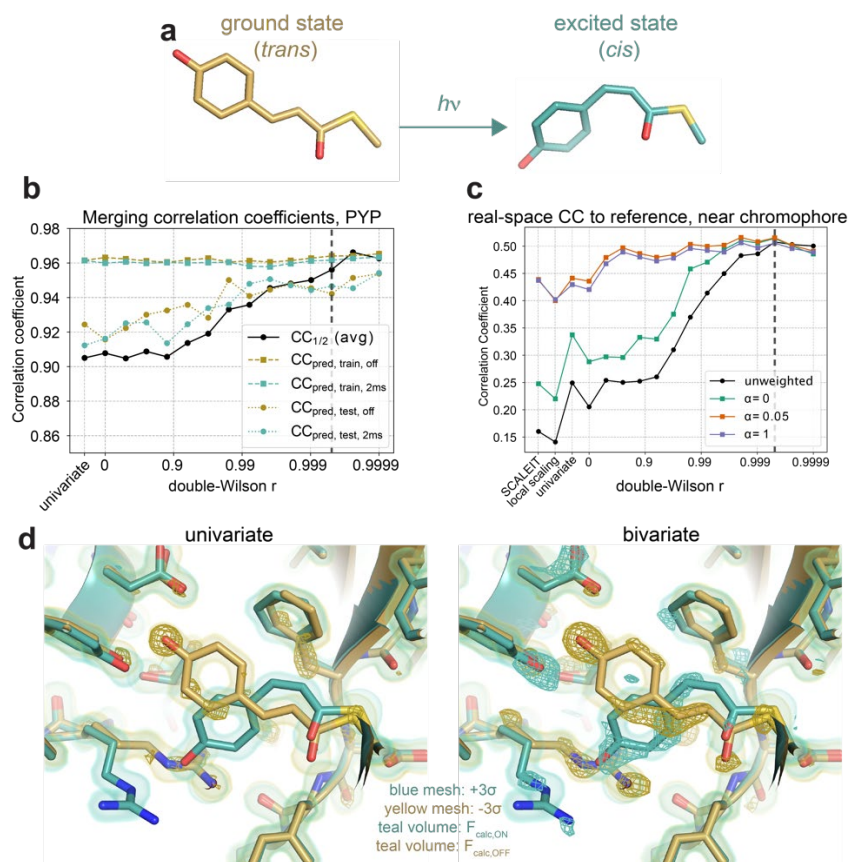 a
ground state
(trans)
excited state
(cis)
hν
b
Merging correlation coefficients, PYP
0.98
0.96
0.94
0.92
0.90
0.88
0.86
Correlation Coefficient
CC1/2 (avg)
CCpred, train, off
CCpred, train, 2ms
CCpred, test, off
CCpred, test, 2ms
univariate
0
0.9
0.99
0.999
0.9999
double-Wilson r
c
real-space CC to reference, near chromophore
0.50
0.45
0.40
0.35
0.30
0.25
0.20
0.15
Correlation Coefficient
unweighted
α= 0
α= 0.05
α= 1
SCALEIT
local scaling
univariate
0
0.9
0.99
0.999
0.9999
double-Wilson r
d
univariate
bivariate
blue mesh: +3σ
yellow mesh: -3σ
teal volume: Fcalc,ON
teal volume: Fcalc,OFF